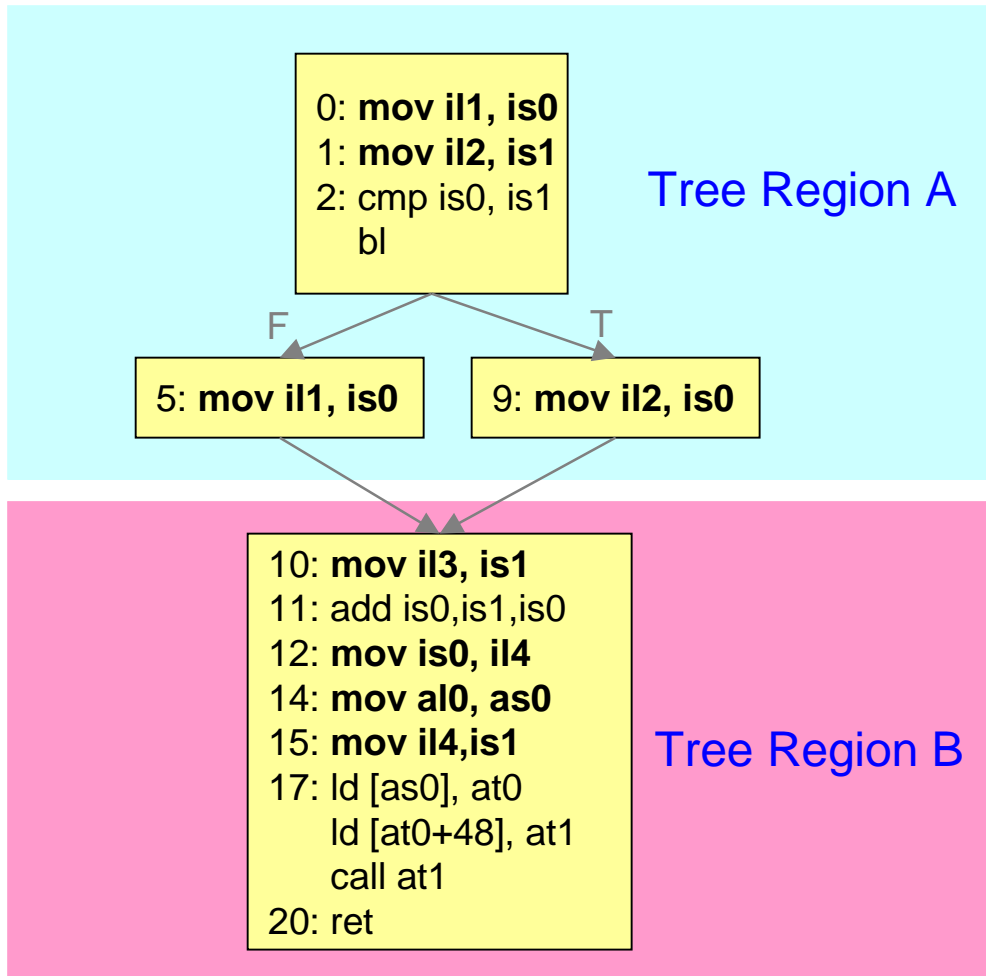 0: mov il1, is0
1: mov il2, is1
2: cmp is0, is1
bl
Tree Region A
F
T
5: mov il1, is0
9: mov il2, is0
10: mov il3, is1
11: add is0,is1,is0
12: mov is0, il4
14: mov al0, as0
15: mov il4,is1
17: ld [as0], at0
ld [at0+48], at1
call at1
20: ret
Tree Region B